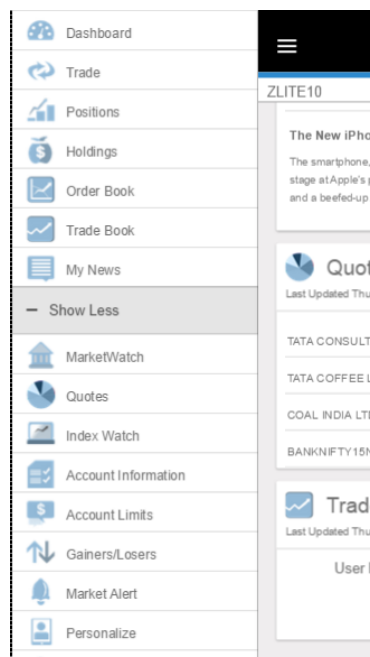 Dashboard
Trade
Positions
Holdings
Order Book
Trade Book
My News
Show Less
MarketWatch
Quotes
Index Watch
Account Information
Account Limits
Gainers/Losers
Market Alert
Personalize
ZLITE10
The New iPho
The smartphone,
stage at Apple's p
and a beefed-up
Quot
Last Updated Thu
TATA CONSULT
TATA COFFEE L
COAL INDIA LT
BANKNIFTY15N
Trad
Last Updated Thu
User